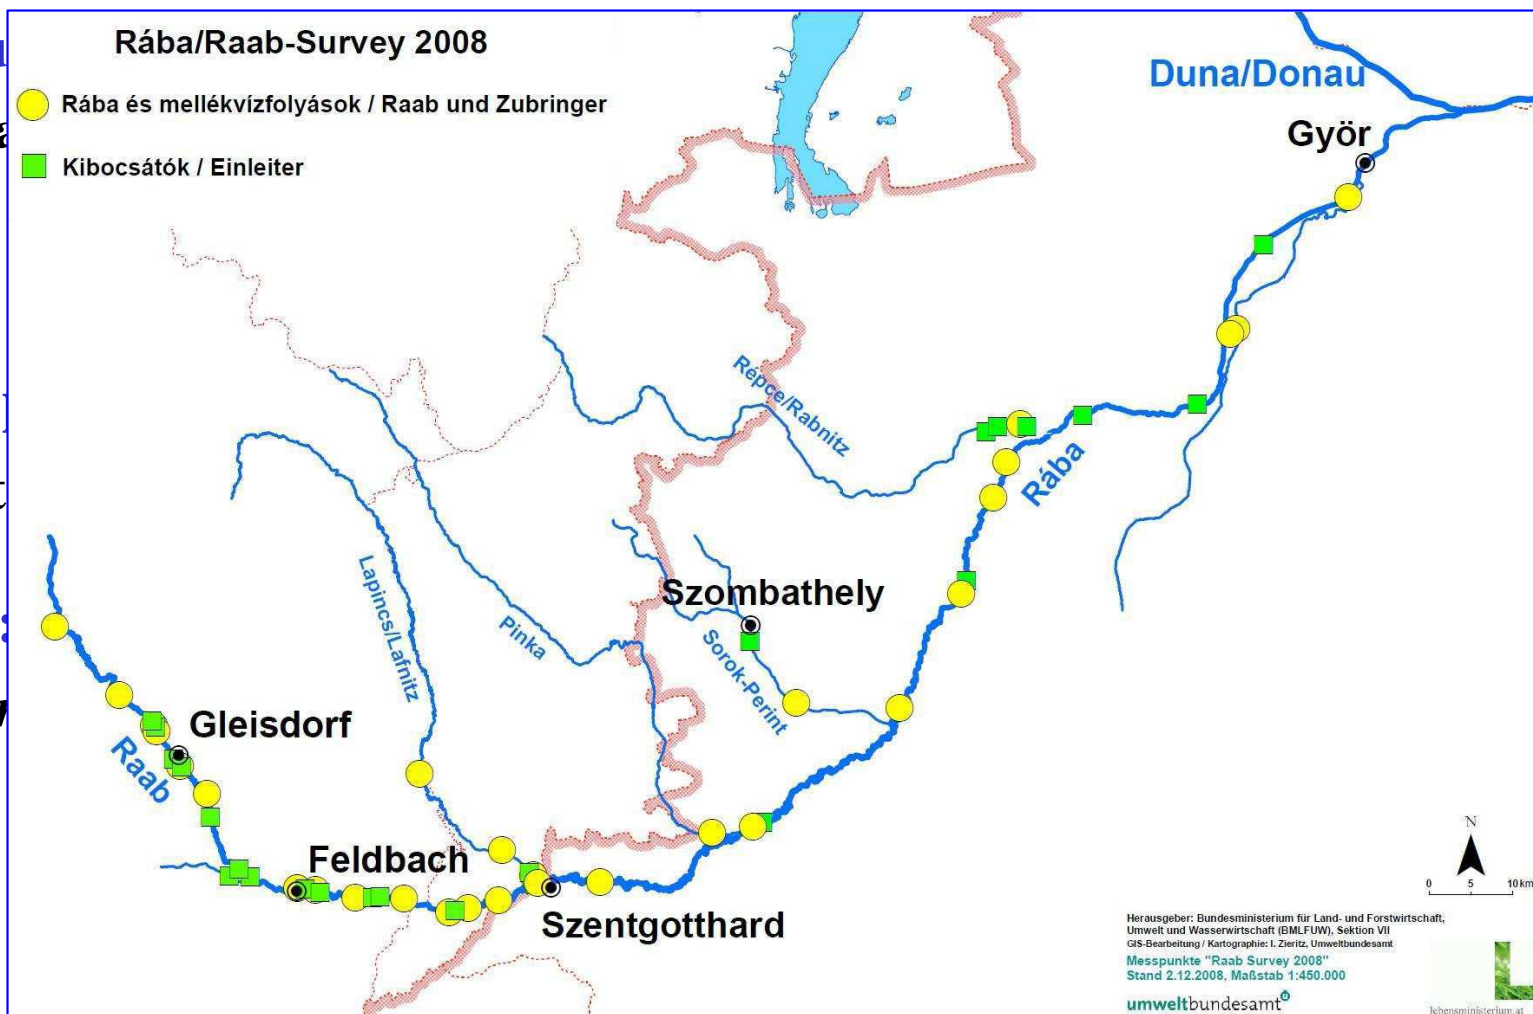 Rába/Raab-Survey 2008
Rába és mellékvízfolyások / Raab und Zubringer
Kibocsátók / Einleiter
Duna/Donau
Györ
Répce/Rabnitz
Rába
Szombathely
Sorok-Perint
Lapincs/Lafnitz
Pinka
Gleisdorf
Raab
Feldbach
Szentgotthard
N
0 5 10 km
Herausgeber: Bundesministerium für Land- und Forstwirtschaft,
Umwelt und Wasserwirtschaft (BMLFUW), Sektion VII
GIS-Bearbeitung / Kartographie: I. Zieritz, Umweltbundesamt
Messpunkte "Raab Survey 2008"
Stand 2.12.2008, Maßstab 1:450.000
umweltbundesamt
lebensministerium.at